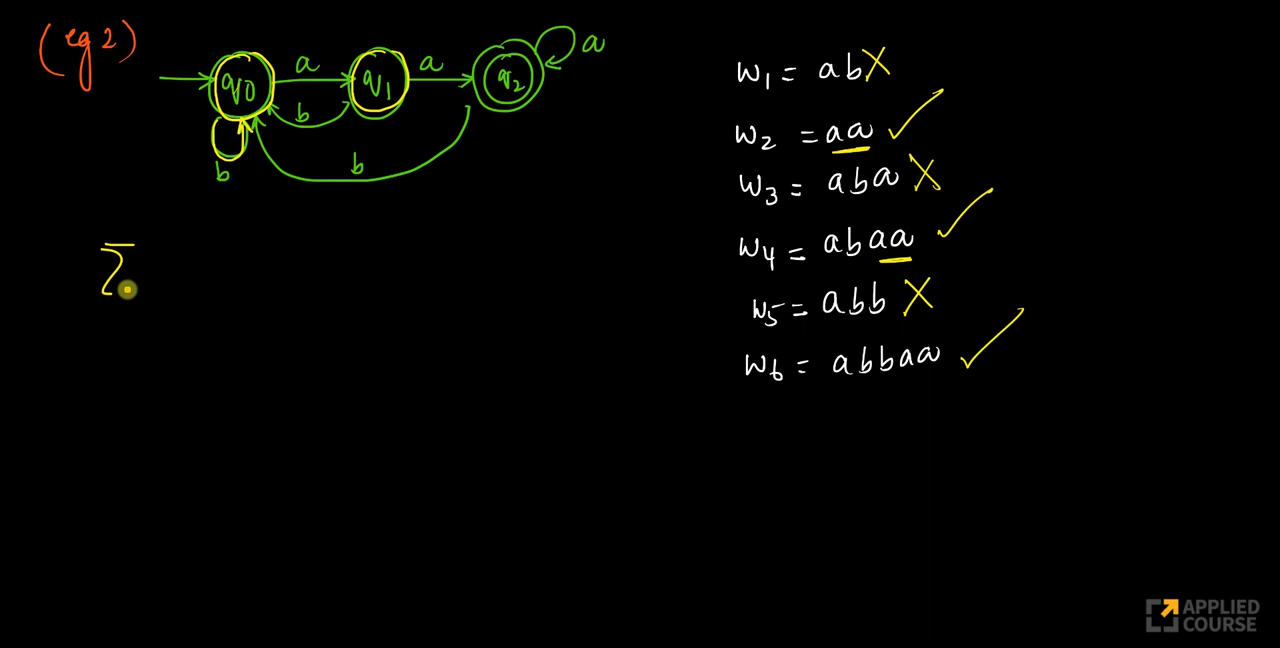 (eg 2)
q0 a q1 a q2 a
b
b
b
Σ
w1 = ab X
w2 = aa ✓
w3 = aba X
w4 = abaa ✓
w5 = abb X
w6 = abbaa ✓
APPLIED
COURSE